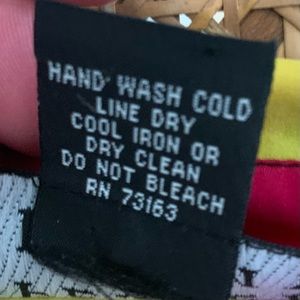 HAND WASH COLD
LINE DRY
COOL IRON OR
DRY CLEAN
DO NOT BLEACH
RN 73163